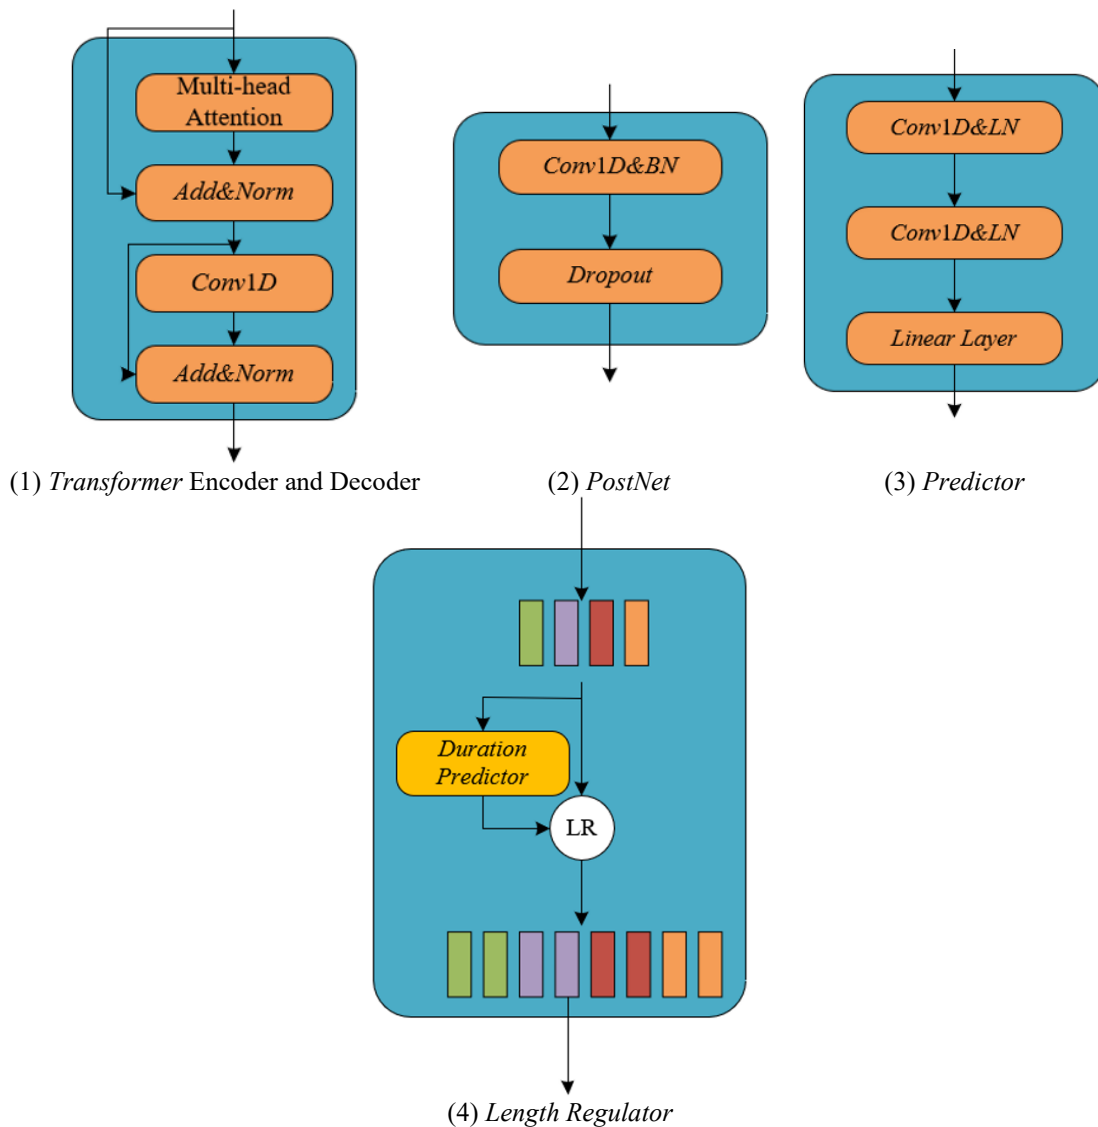 Multi-head
Attention
Add&Norm
Conv1D
Add&Norm
(1) Transformer Encoder and Decoder
Conv1D&BN
Dropout
(2) PostNet
Conv1D&LN
Conv1D&LN
Linear Layer
(3) Predictor
Duration
Predictor
LR
(4) Length Regulator